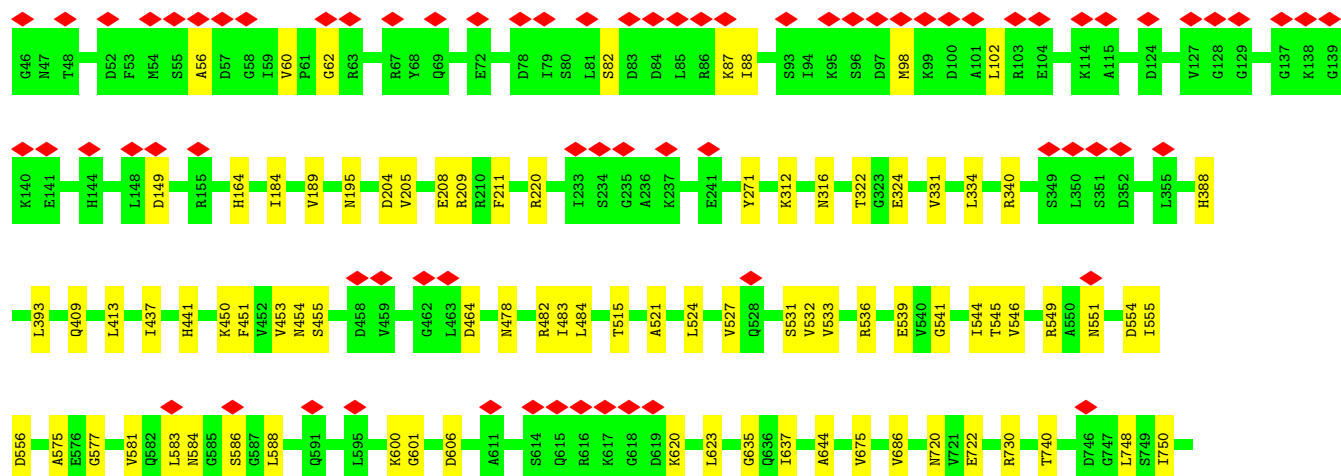 G46 N47 T48 D52 F53 M54 S55 A56 D57 G58 I59 V60 P61 G62 R63 R67 Y68 Q69 E72 D78 I79 S80 L81 S82 D83 D84 L85 R86 K87 I88 S93 I94 K95 S96 D97 M98 K99 D100 A101 L102 R103 E104 K114 A115 D124 V127 G128 G129 G137 K138 G139
K140 E141 H144 L148 D149 R155 H164 I184 V189 N195 D204 V205 E208 R209 R210 F211 R220 I233 S234 G235 A236 K237 E241 Y271 K312 N316 T322 G323 E324 V331 L334 R340 S349 L350 S351 D352 L355 H388
L393 Q409 L413 I437 H441 K450 F451 V452 V453 N454 S455 D458 V459 G462 L463 D464 N478 R482 I483 L484 T515 A521 L524 V527 Q528 S531 V532 V533 R536 E539 V540 G541 I544 T545 V546 R549 A550 N551 D554 I555
D556 A575 E576 G577 V581 Q582 L583 N584 G585 S586 G587 L588 Q591 L595 K600 G601 D606 A611 S614 Q615 R616 K617 G618 D619 K620 L623 G635 Q636 I637 A644 V675 V686 N720 V721 E722 R730 T740 D746 G747 L748 S749 I750